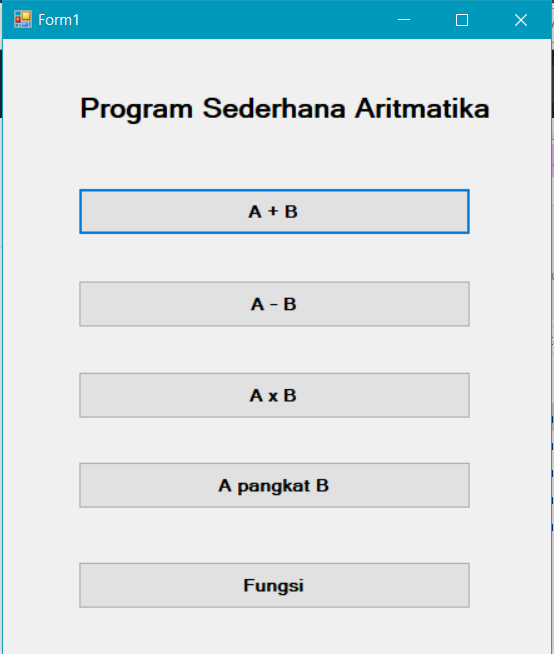 Form1
Program Sederhana Aritmatika
A + B
A - B
A x B
A pangkat B
Fungsi